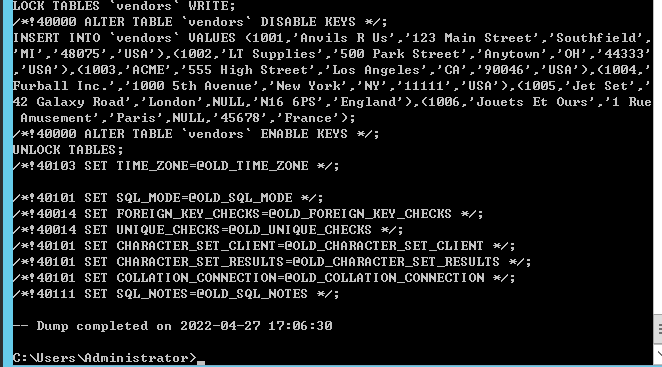 LOCK TABLES `vendors` WRITE;
/*!40000 ALTER TABLE `vendors` DISABLE KEYS */;
INSERT INTO `vendors` VALUES (1001,'Anvils R Us','123 Main Street','Southfield',
'MI','48075','USA'),(1002,'LT Supplies','500 Park Street','Anytown','OH','44333'
,'USA'),(1003,'ACME','555 High Street','Los Angeles','CA','90046','USA'),(1004,'
Furball Inc.','1000 5th Avenue','New York','NY','11111','USA'),(1005,'Jet Set','
42 Galaxy Road','London',NULL,'N16 6PS','England'),(1006,'Jouets Et Ours','1 Rue
 Amusement','Paris',NULL,'45678','France');
/*!40000 ALTER TABLE `vendors` ENABLE KEYS */;
UNLOCK TABLES;
/*!40103 SET TIME_ZONE=@OLD_TIME_ZONE */;

/*!40101 SET SQL_MODE=@OLD_SQL_MODE */;
/*!40014 SET FOREIGN_KEY_CHECKS=@OLD_FOREIGN_KEY_CHECKS */;
/*!40014 SET UNIQUE_CHECKS=@OLD_UNIQUE_CHECKS */;
/*!40101 SET CHARACTER_SET_CLIENT=@OLD_CHARACTER_SET_CLIENT */;
/*!40101 SET CHARACTER_SET_RESULTS=@OLD_CHARACTER_SET_RESULTS */;
/*!40101 SET COLLATION_CONNECTION=@OLD_COLLATION_CONNECTION */;
/*!40111 SET SQL_NOTES=@OLD_SQL_NOTES */;

-- Dump completed on 2022-04-27 17:06:30

C:\Users\Administrator>